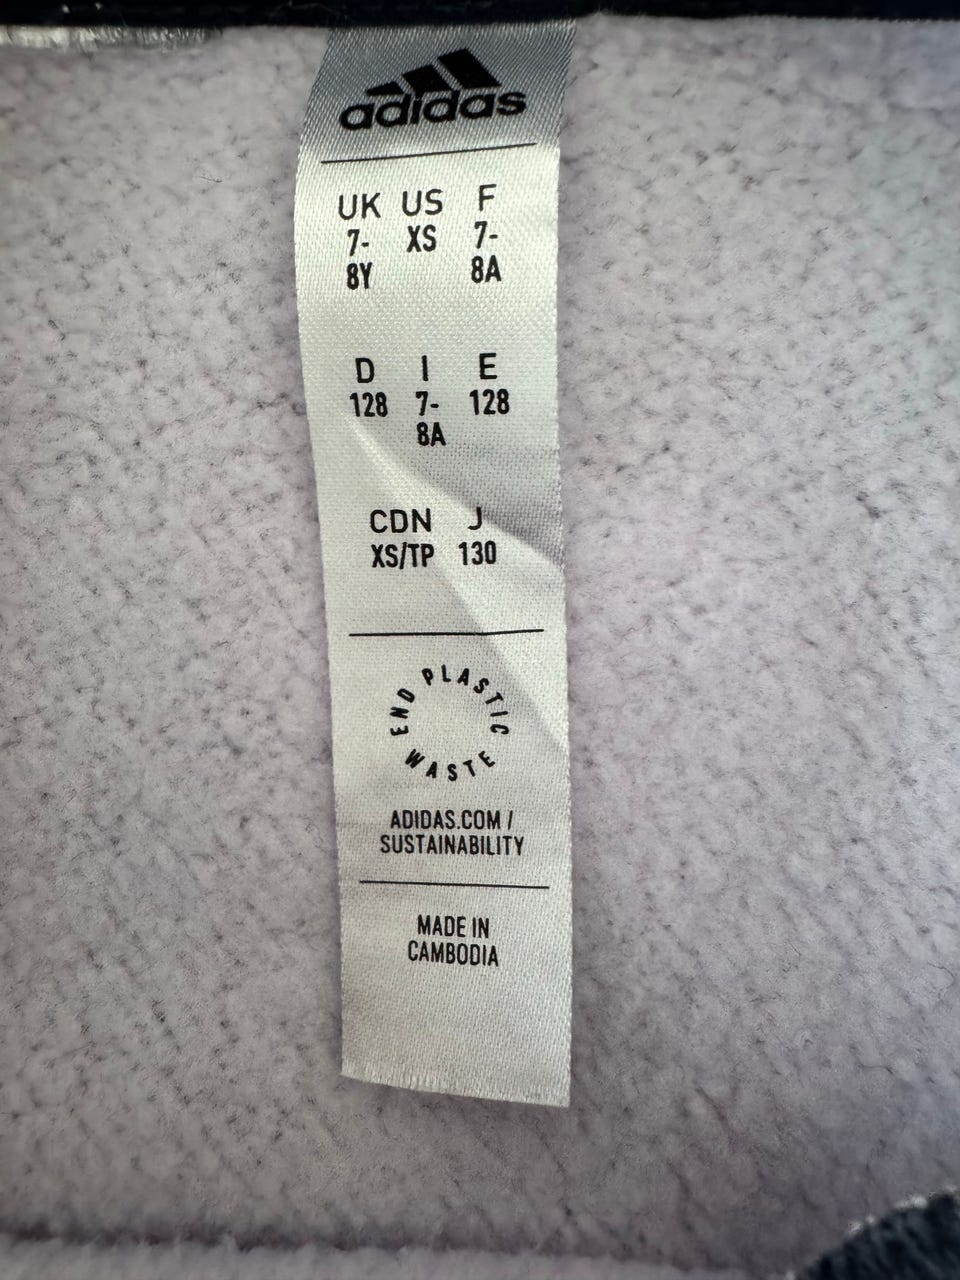 adidas
UK US F
7- XS 7-
8Y 8A
D I E
128 7- 128
8A
CDN J
XS/TP 130
END PLASTIC WASTE
ADIDAS.COM /
SUSTAINABILITY
MADE IN
CAMBODIA